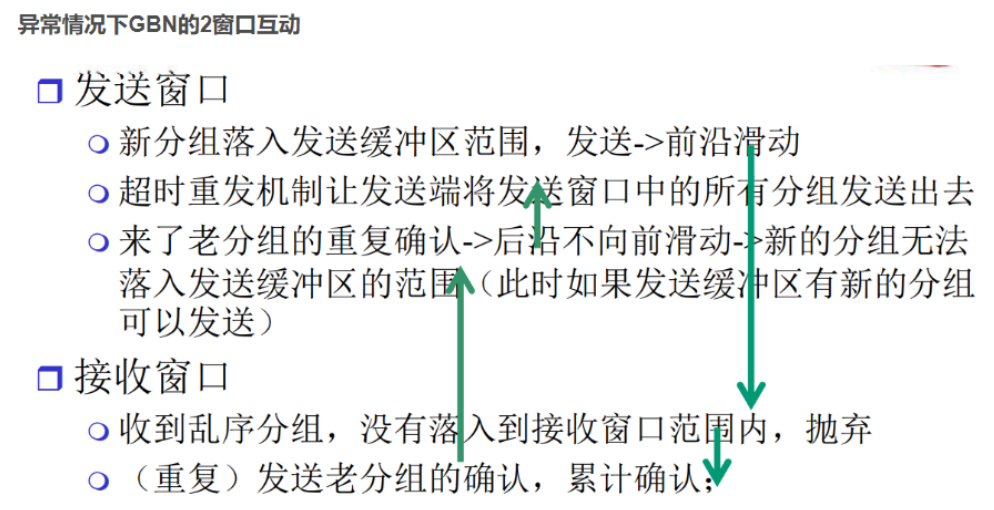 异常情况下GBN的2窗口互动
发送窗口
新分组落入发送缓冲区范围，发送->前沿滑动
超时重发机制让发送端将发送窗口中的所有分组发送出去
来了老分组的重复确认->后沿不向前滑动->新的分组无法
落入发送缓冲区的范围（此时如果发送缓冲区有新的分组
可以发送）
接收窗口
收到乱序分组，没有落入到接收窗口范围内，抛弃
（重复）发送老分组的确认，累计确认；